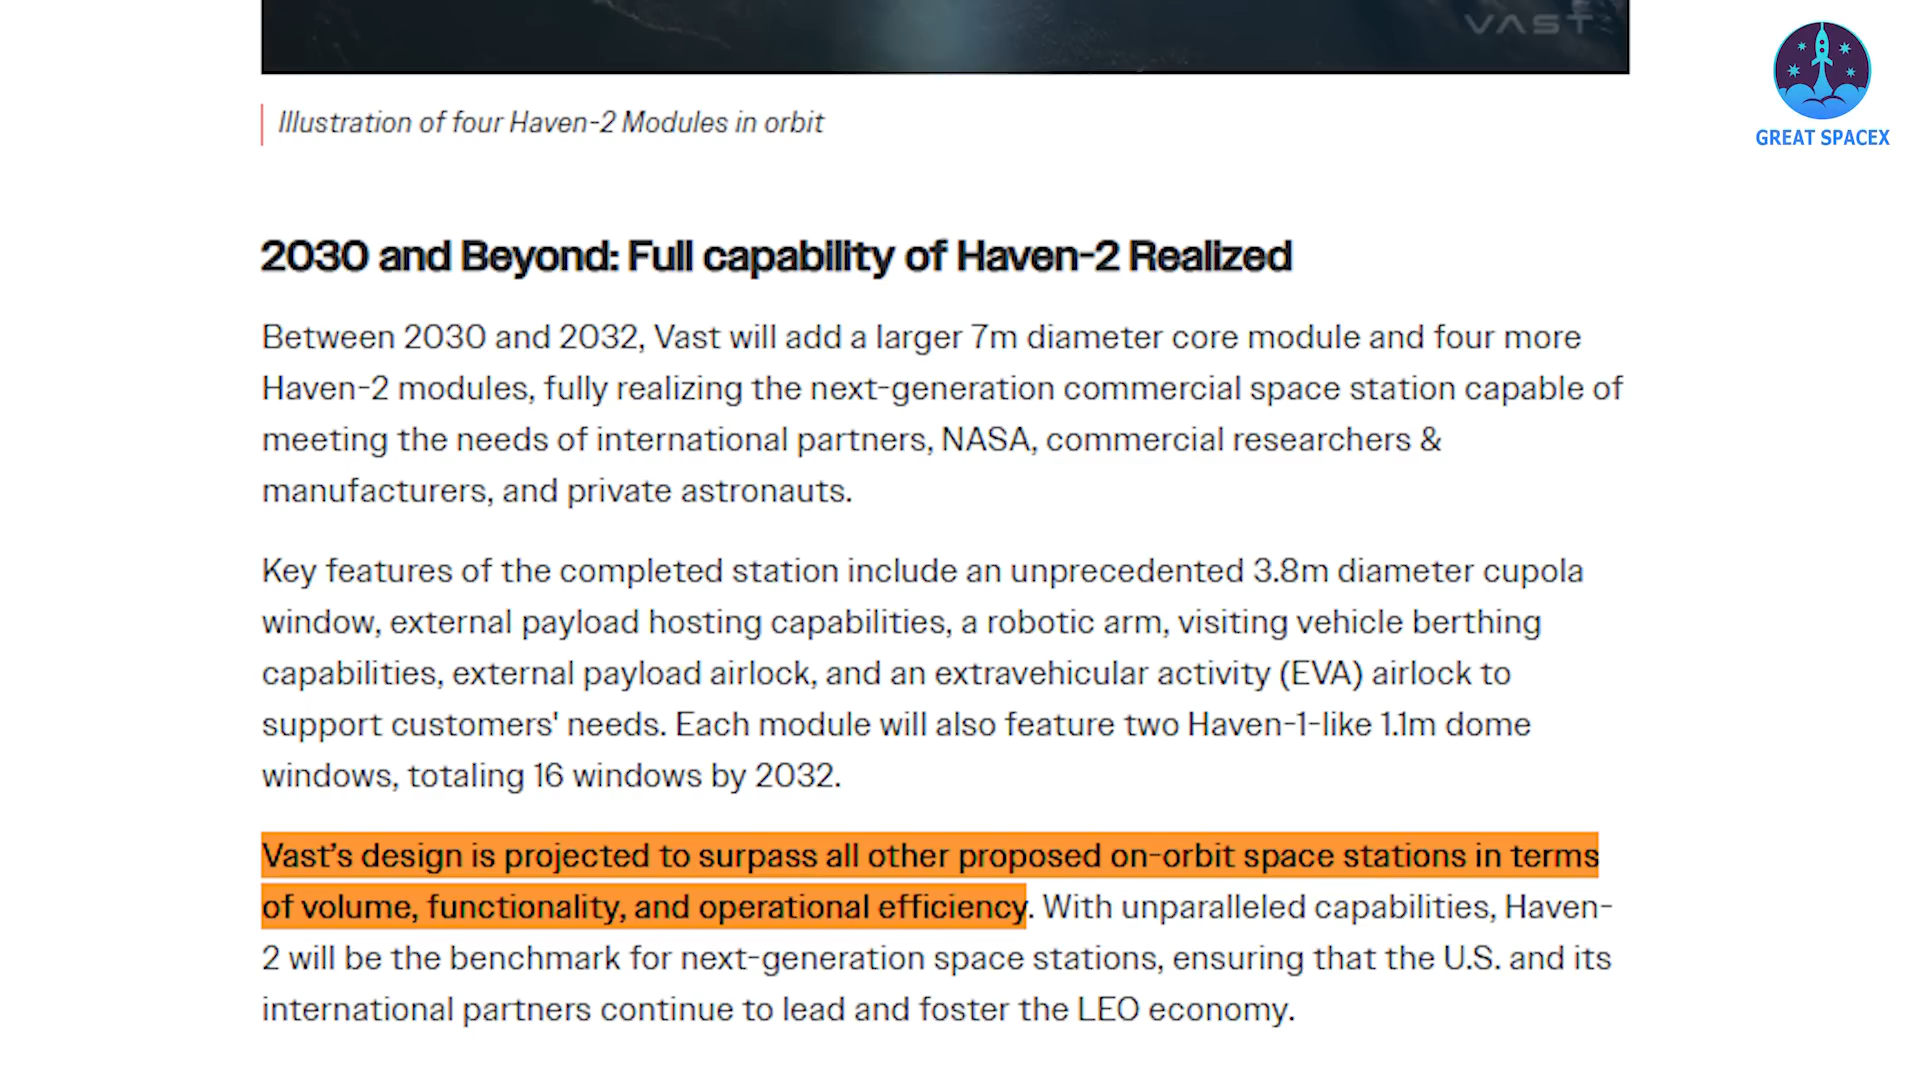 VAST
GREAT SPACEX
Illustration of four Haven-2 Modules in orbit
2030 and Beyond: Full capability of Haven-2 Realized
Between 2030 and 2032, Vast will add a larger 7m diameter core module and four more
Haven-2 modules, fully realizing the next-generation commercial space station capable of
meeting the needs of international partners, NASA, commercial researchers &
manufacturers, and private astronauts.
Key features of the completed station include an unprecedented 3.8m diameter cupola
window, external payload hosting capabilities, a robotic arm, visiting vehicle berthing
capabilities, external payload airlock, and an extravehicular activity (EVA) airlock to
support customers' needs. Each module will also feature two Haven-1-like 1.1m dome
windows, totaling 16 windows by 2032.
Vast’s design is projected to surpass all other proposed on-orbit space stations in terms
of volume, functionality, and operational efficiency. With unparalleled capabilities, Haven-
2 will be the benchmark for next-generation space stations, ensuring that the U.S. and its
international partners continue to lead and foster the LEO economy.